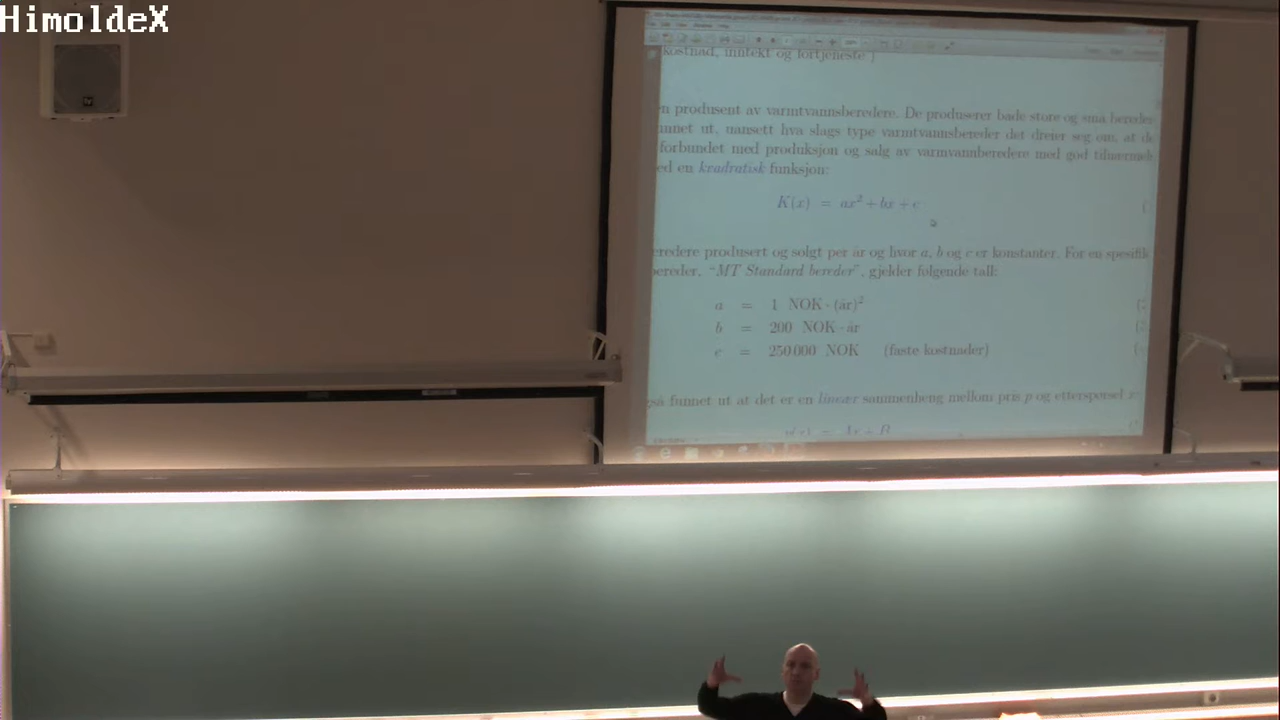 HimoldeX
kostnad, inntekt og fortjeneste )
n produsent av varmtvannsberedere. De produserer både store og små bereder
nnet ut, uansett hva slags type varmtvannsbereder det dreier seg om, at de
forbundet med produksjon og salg av varmvannberedere med god tilnærmel
ed en kvadratisk funksjon:
K(x) = ax² + bx + c
eredere produsert og solgt per år og hvor a, b og c er konstanter. For en spesifik
bereder, “MT Standard bereder”, gjelder følgende tall:
a = 1 NOK · (år)²
b = 200 NOK · år
c = 250 000 NOK (faste kostnader)
gså funnet ut at det er en lineær sammenheng mellom pris p og etterspørsel x
p(x) = Ax + B